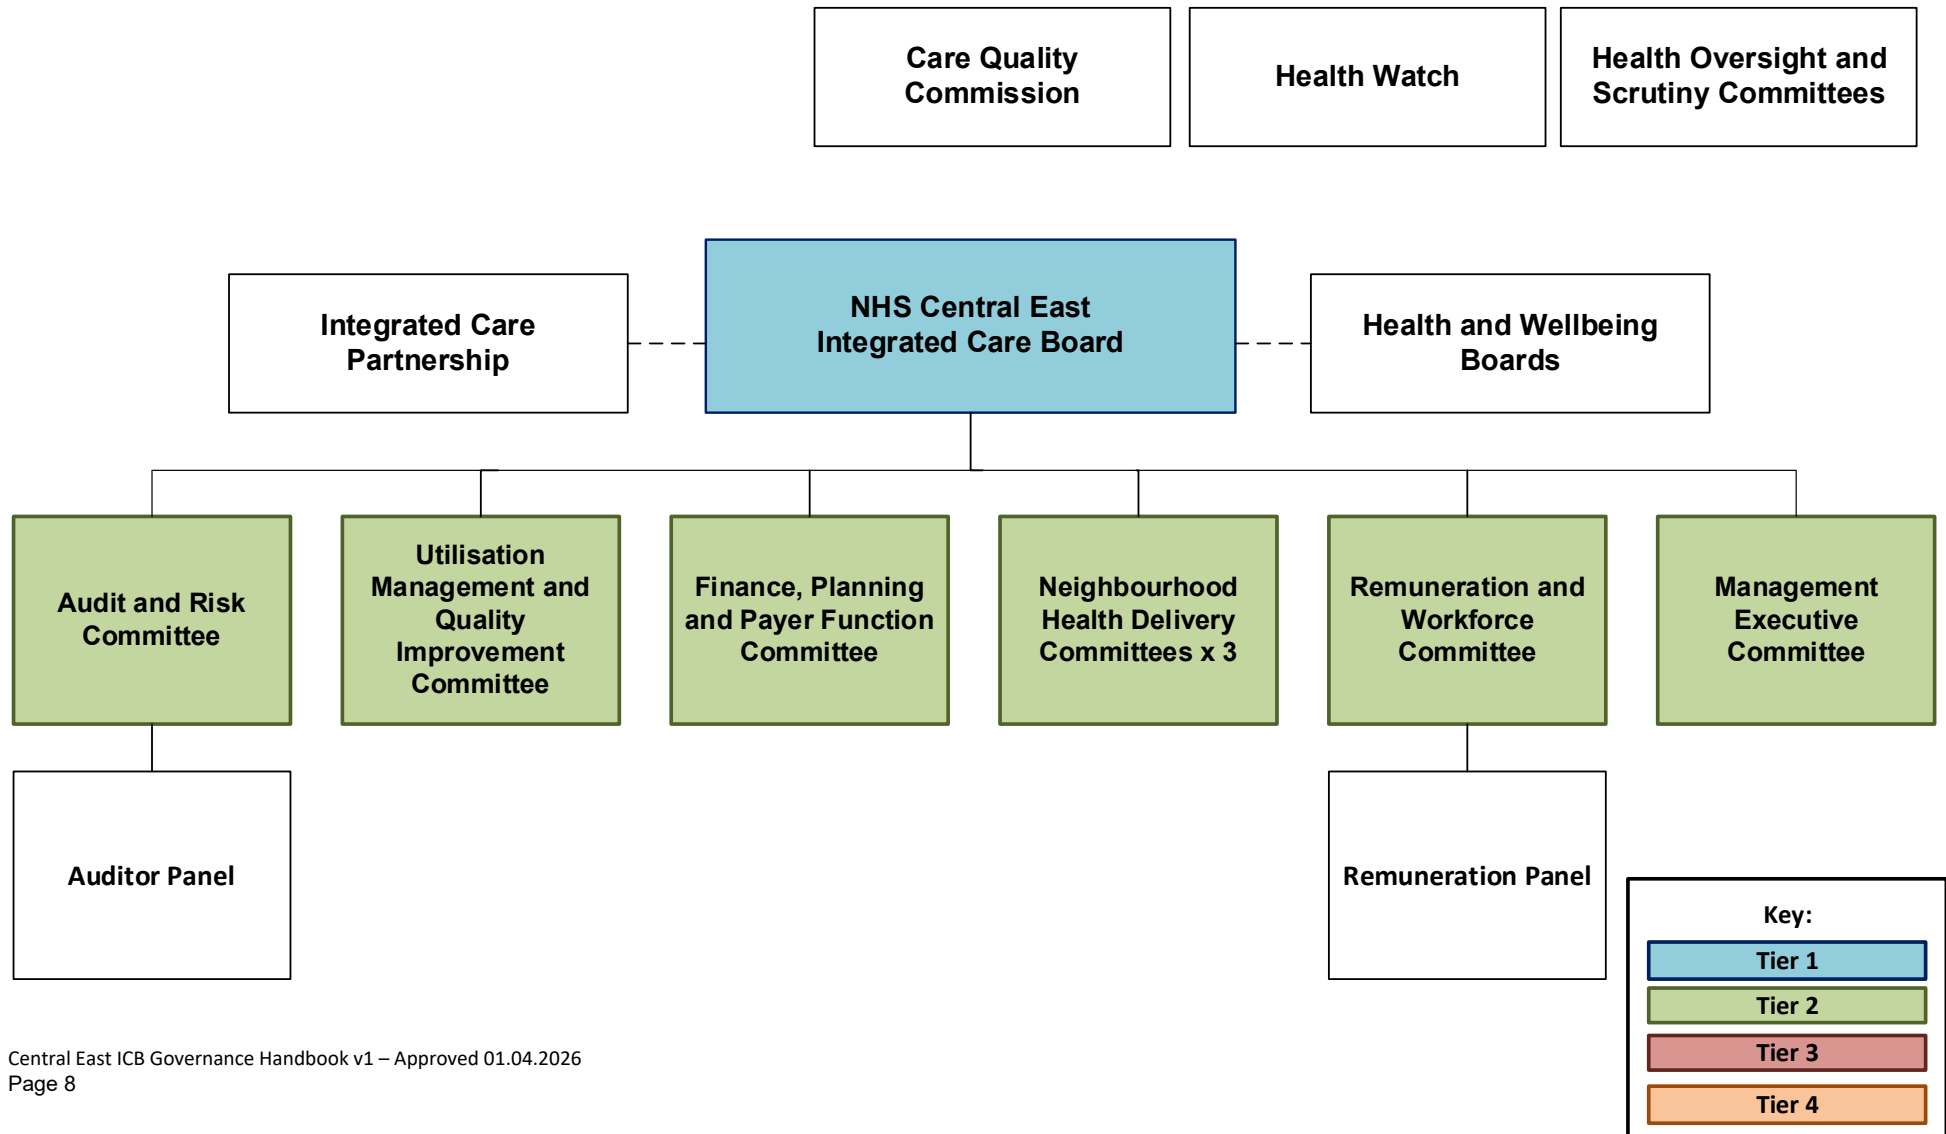 Care Quality
Commission
Health Watch
Health Oversight and
Scrutiny Committees
Integrated Care
Partnership
NHS Central East
Integrated Care Board
Health and Wellbeing
Boards
Audit and Risk
Committee
Utilisation
Management and
Quality
Improvement
Committee
Finance, Planning
and Payer Function
Committee
Neighbourhood
Health Delivery
Committees x 3
Remuneration and
Workforce
Committee
Management
Executive
Committee
Auditor Panel
Remuneration Panel
Key:
Tier 1
Tier 2
Tier 3
Tier 4
Central East ICB Governance Handbook v1 – Approved 01.04.2026
Page 8